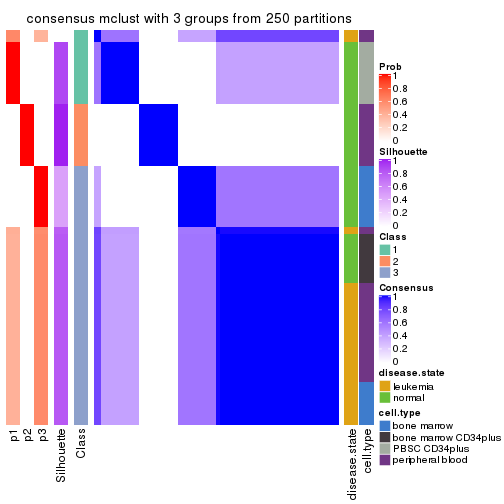 consensus mclust with 3 groups from 250 partitions
p1
p2
p3
Silhouette
Class
disease.state
cell.type
Prob
1
0.8
0.6
0.4
0.2
0
Silhouette
1
0.8
0.6
0.4
0.2
0
Class
1
2
3
Consensus
1
0.8
0.6
0.4
0.2
0
disease.state
leukemia
normal
cell.type
bone marrow
bone marrow CD34plus
PBSC CD34plus
peripheral blood